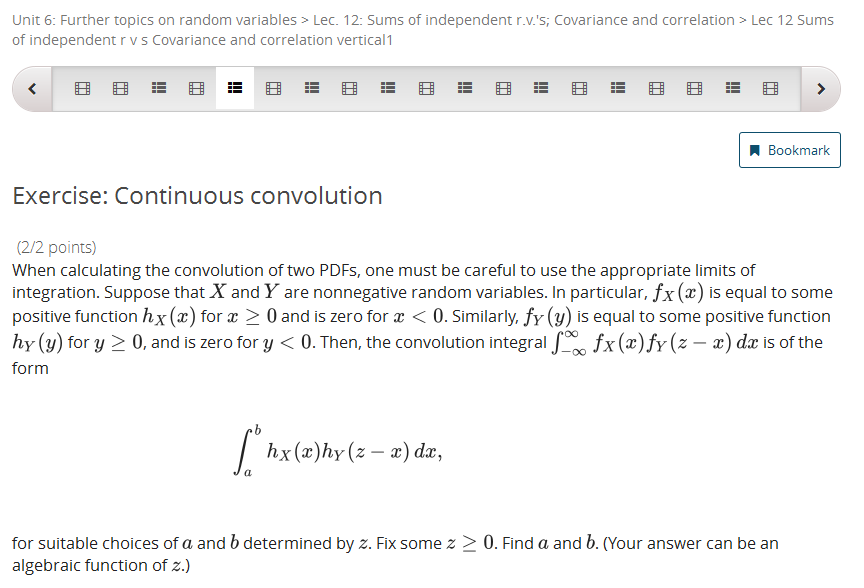 Unit 6: Further topics on random variables > Lec. 12: Sums of independent r.v.'s; Covariance and correlation > Lec 12 Sums
of independent r v s Covariance and correlation vertical1
Bookmark
Exercise: Continuous convolution
(2/2 points)
When calculating the convolution of two PDFs, one must be careful to use the appropriate limits of
integration. Suppose that X and Y are nonnegative random variables. In particular, f_X(x) is equal to some
positive function h_X(x) for x ≥ 0 and is zero for x < 0. Similarly, f_Y(y) is equal to some positive function
h_Y(y) for y ≥ 0, and is zero for y < 0. Then, the convolution integral ∫_{-∞}^{∞} f_X(x)f_Y(z − x) dx is of the
form
∫_a^b h_X(x)h_Y(z − x) dx,
for suitable choices of a and b determined by z. Fix some z ≥ 0. Find a and b. (Your answer can be an
algebraic function of z.)